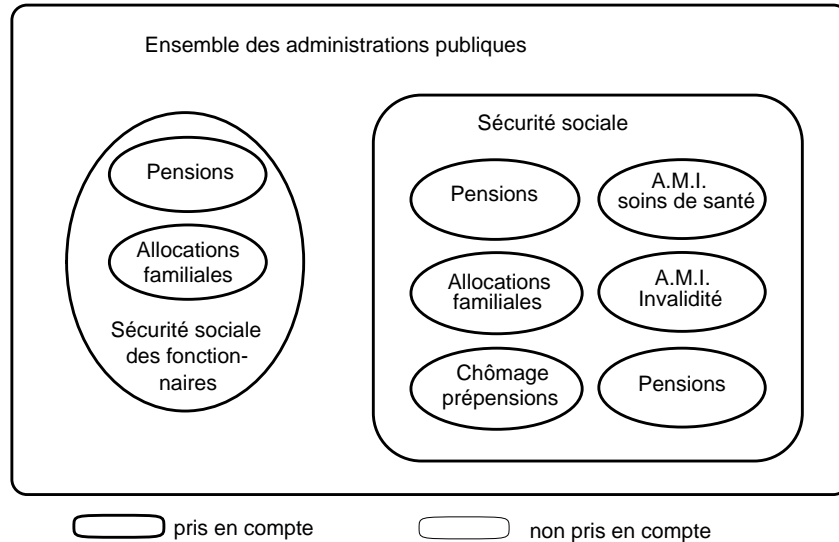 Ensemble des administrations publiques
Pensions
Allocations
familiales
Sécurité sociale
des fonction-
naires
Sécurité sociale
Pensions
A.M.I.
soins de santé
Allocations
familiales
A.M.I.
Invalidité
Chômage
prépensions
Pensions
pris en compte
non pris en compte